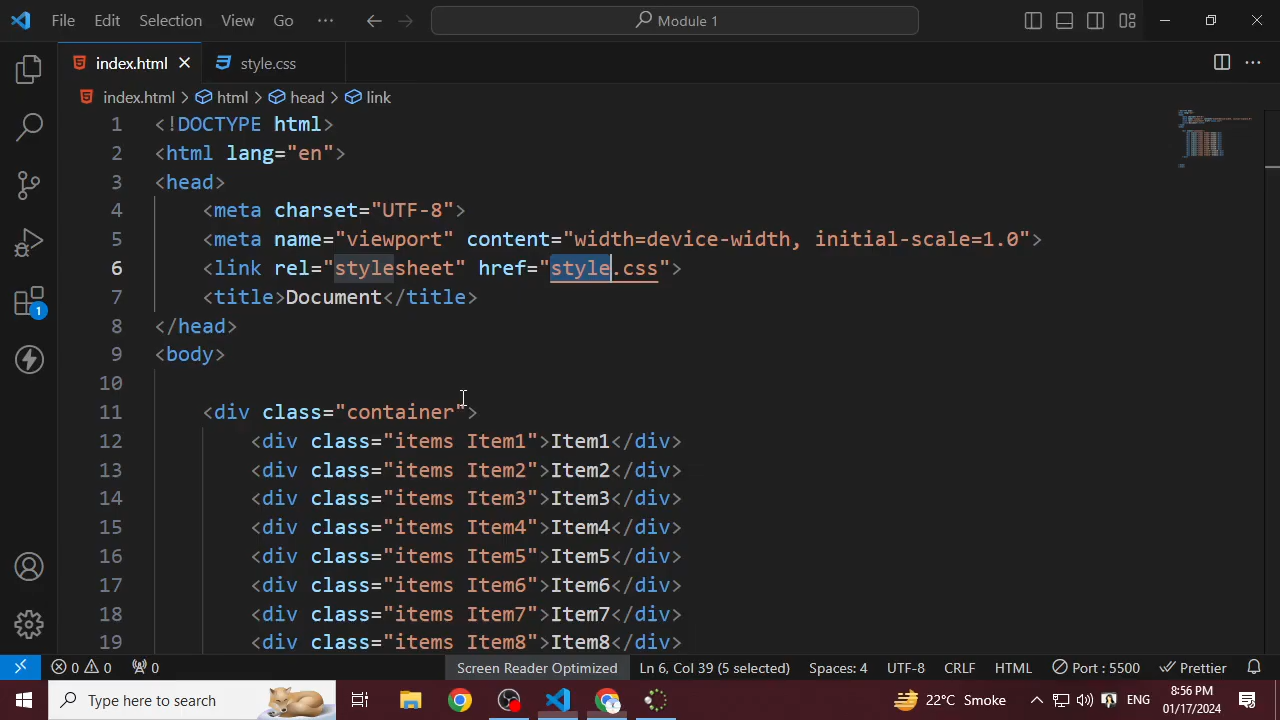 File Edit Selection View Go ··· Module 1
index.html style.css
index.html > html > head > link
1 <!DOCTYPE html>
2 <html lang="en">
3 <head>
4 <meta charset="UTF-8">
5 <meta name="viewport" content="width=device-width, initial-scale=1.0">
6 <link rel="stylesheet" href="style.css">
7 <title>Document</title>
8 </head>
9 <body>
10
11 <div class="container">
12 <div class="items Item1">Item1</div>
13 <div class="items Item2">Item2</div>
14 <div class="items Item3">Item3</div>
15 <div class="items Item4">Item4</div>
16 <div class="items Item5">Item5</div>
17 <div class="items Item6">Item6</div>
18 <div class="items Item7">Item7</div>
19 <div class="items Item8">Item8</div>
1
0 0 0 Screen Reader Optimized Ln 6, Col 39 (5 selected) Spaces: 4 UTF-8 CRLF HTML Port : 5500 Prettier
Type here to search 22°C Smoke ENG 8:56 PM
01/17/2024